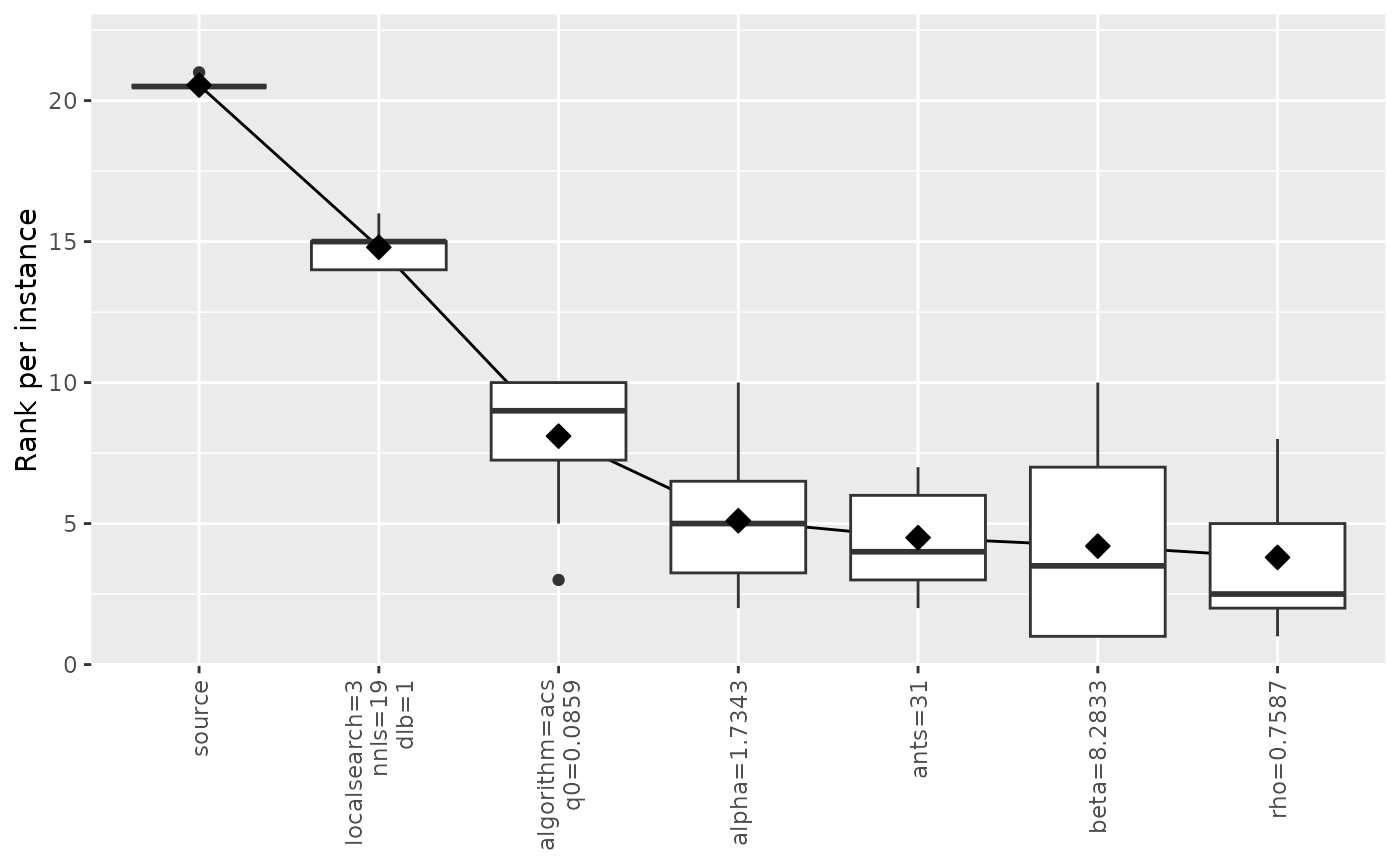 Rank per instance
20
15
10
5
0
source
localsearch=3
nnls=19
dlb=1
algorithm=acs
q0=0.0859
alpha=1.7343
ants=31
beta=8.2833
rho=0.7587